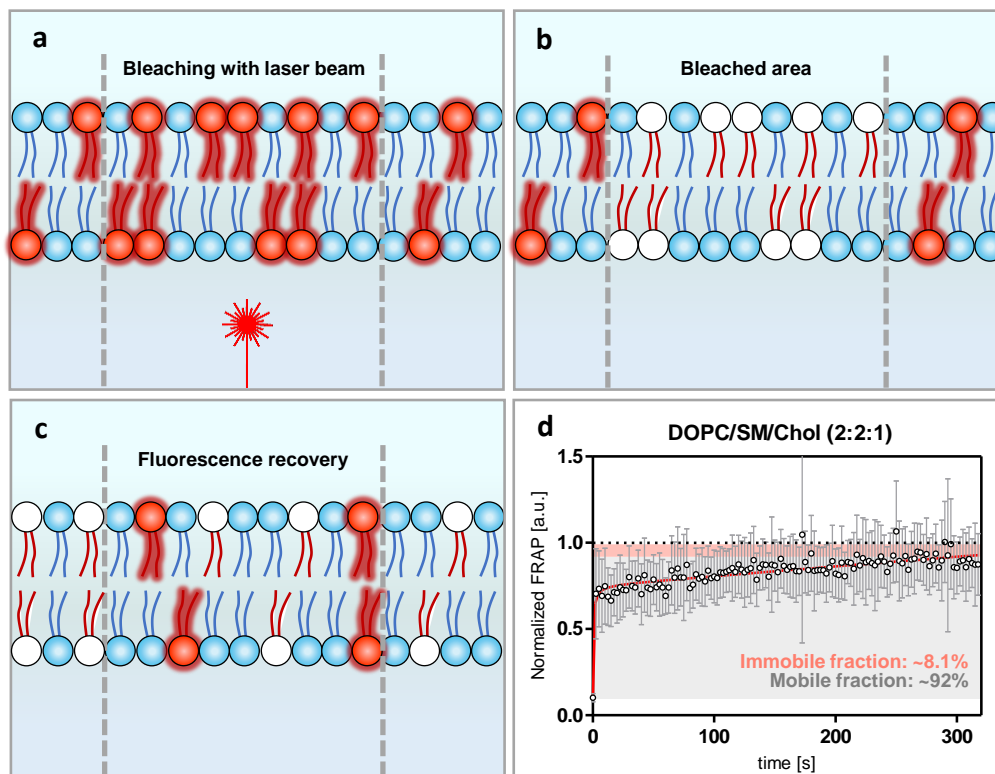 a
Bleaching with laser beam
b
Bleached area
c
Fluorescence recovery
d
DOPC/SM/Chol (2:2:1)
Normalized FRAP [a.u.]
1.5
1.0
0.5
0.0
Immobile fraction: ~8.1%
Mobile fraction: ~92%
0
100
200
300
time [s]